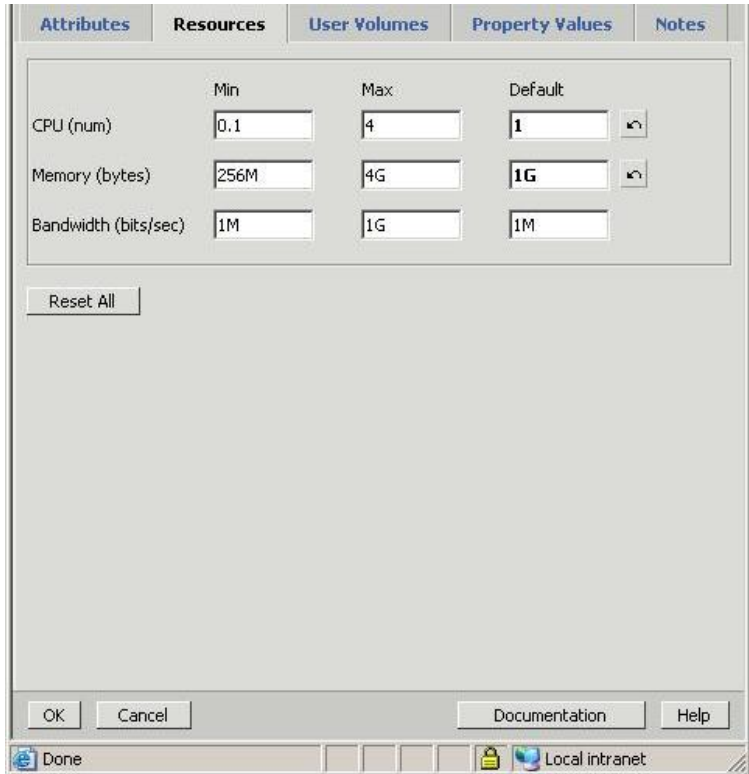 Attributes Resources User Volumes Property Values Notes
Min Max Default
CPU (num) 0.1 4 1
Memory (bytes) 256M 4G 1G
Bandwidth (bits/sec) 1M 1G 1M
Reset All
OK Cancel Documentation Help
Done Local intranet